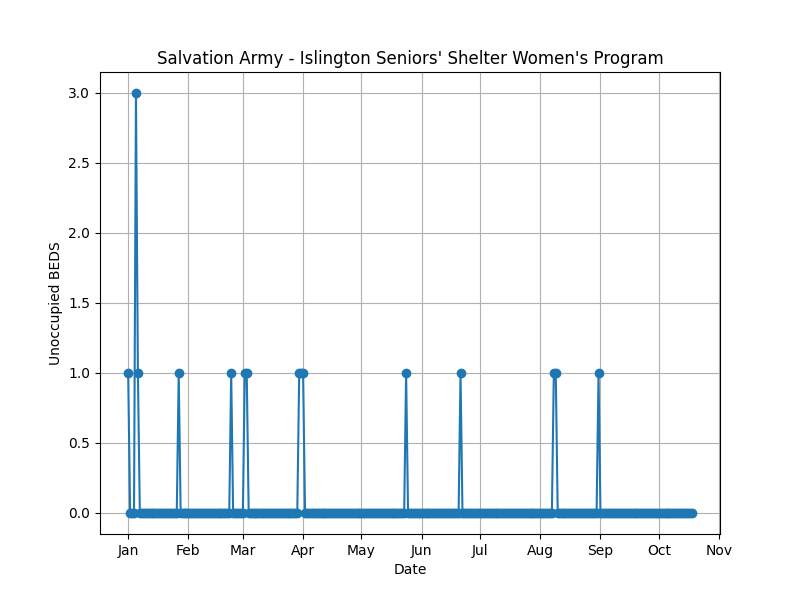 Salvation Army - Islington Seniors' Shelter Women's Program
3.0
2.5
2.0
1.5
1.0
0.5
0.0
Unoccupied BEDS
Jan Feb Mar Apr May Jun Jul Aug Sep Oct Nov
Date